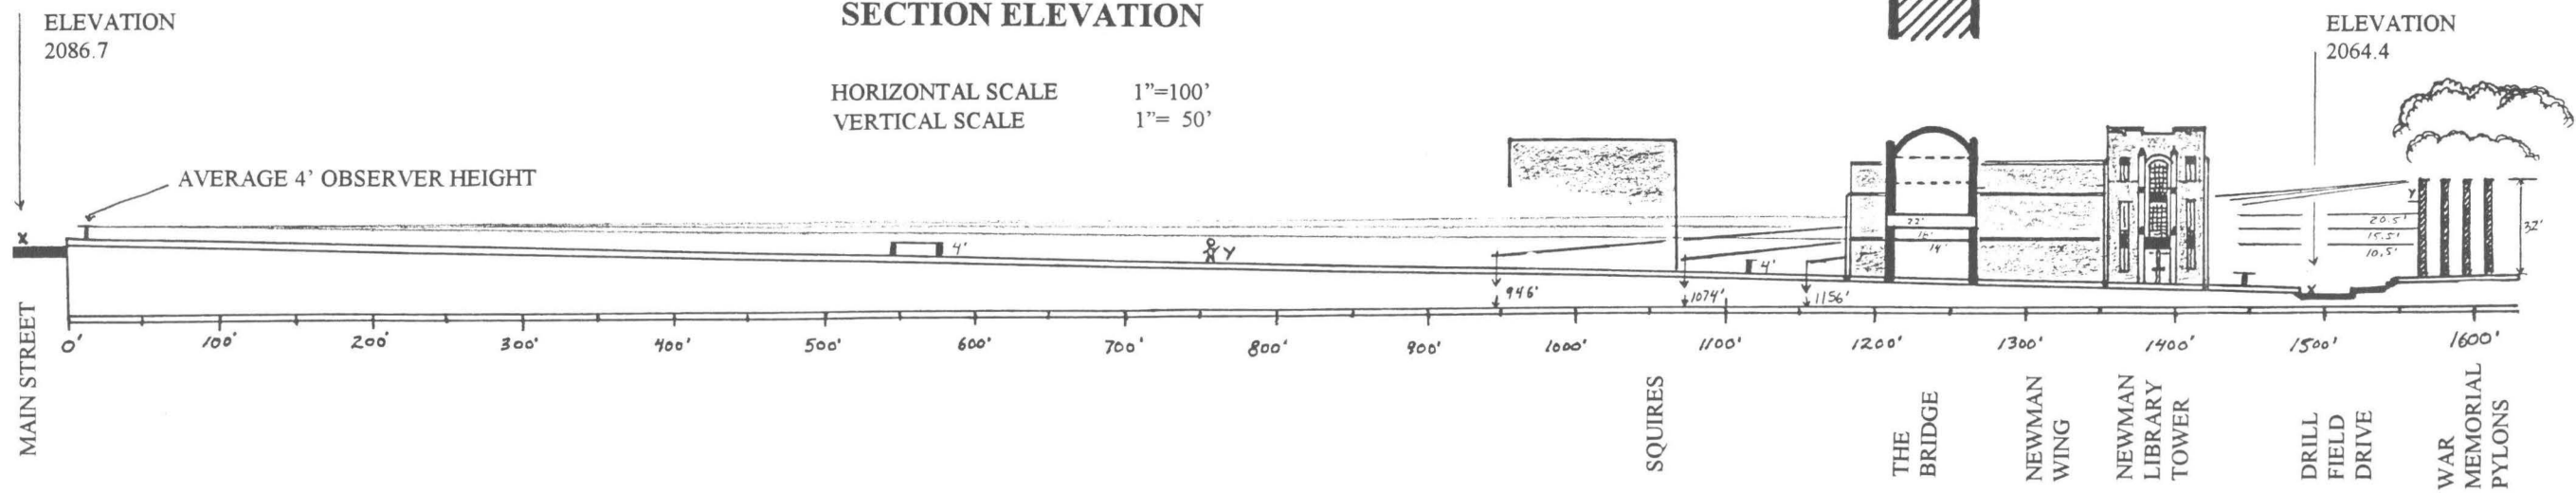 SECTION ELEVATION
ELEVATION
2086.7
ELEVATION
2064.4
HORIZONTAL SCALE 1”=100’
VERTICAL SCALE 1”= 50’
AVERAGE 4' OBSERVER HEIGHT
X
4'
Y
22'
14'
4'
Y
20.5'
15.5'
10.5'
32'
X
946'
1074'
1156'
0' 100' 200' 300' 400' 500' 600' 700' 800' 900' 1000' 1100' 1200' 1300' 1400' 1500' 1600'
MAIN STREET
SQUIRES
THE
BRIDGE
NEWMAN
WING
NEWMAN
LIBRARY
TOWER
DRILL
FIELD
DRIVE
WAR
MEMORIAL
PYLONS